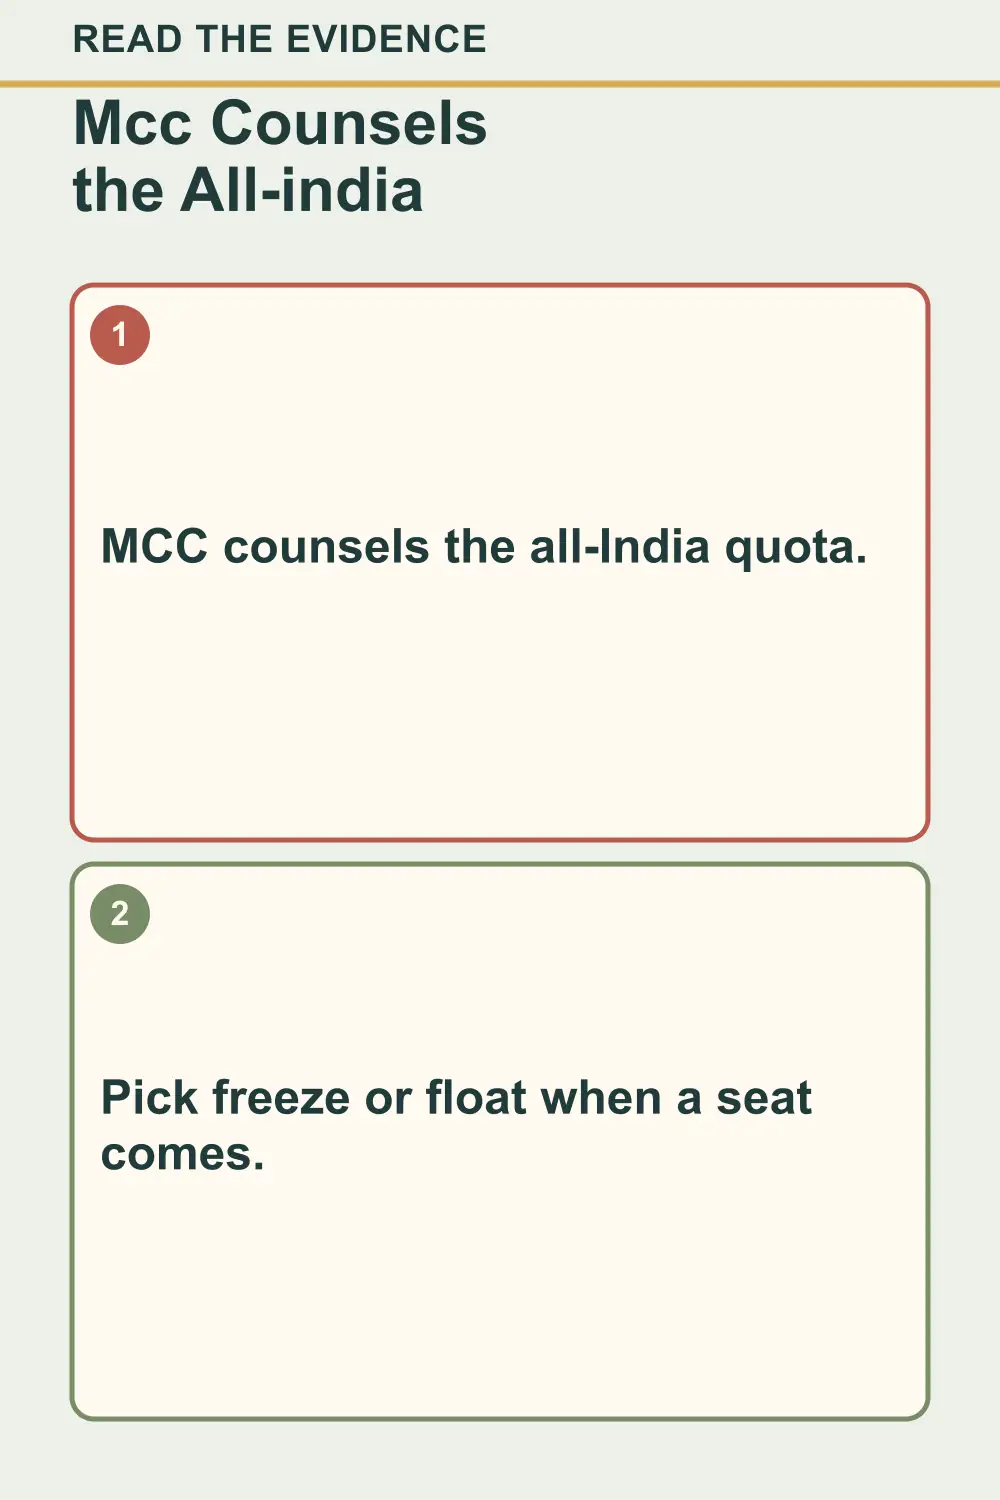 READ THE EVIDENCE
Mcc Counsels
the All-india
1
MCC counsels the all-India quota.
2
Pick freeze or float when a seat
comes.